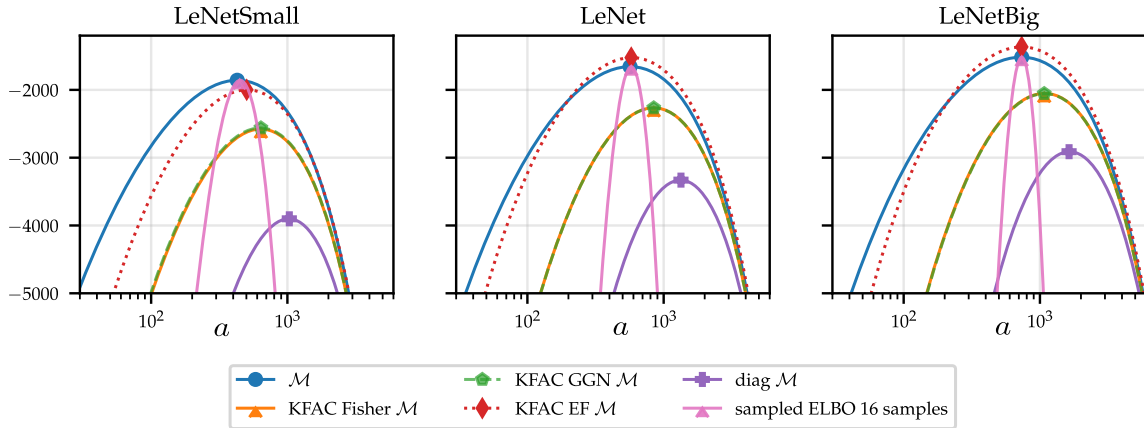 LeNetSmall
LeNet
LeNetBig
−2000
−3000
−4000
−5000
10² a 10³
10² a 10³
10² a 10³
ℳ
KFAC GGN ℳ
diag ℳ
KFAC Fisher ℳ
KFAC EF ℳ
sampled ELBO 16 samples